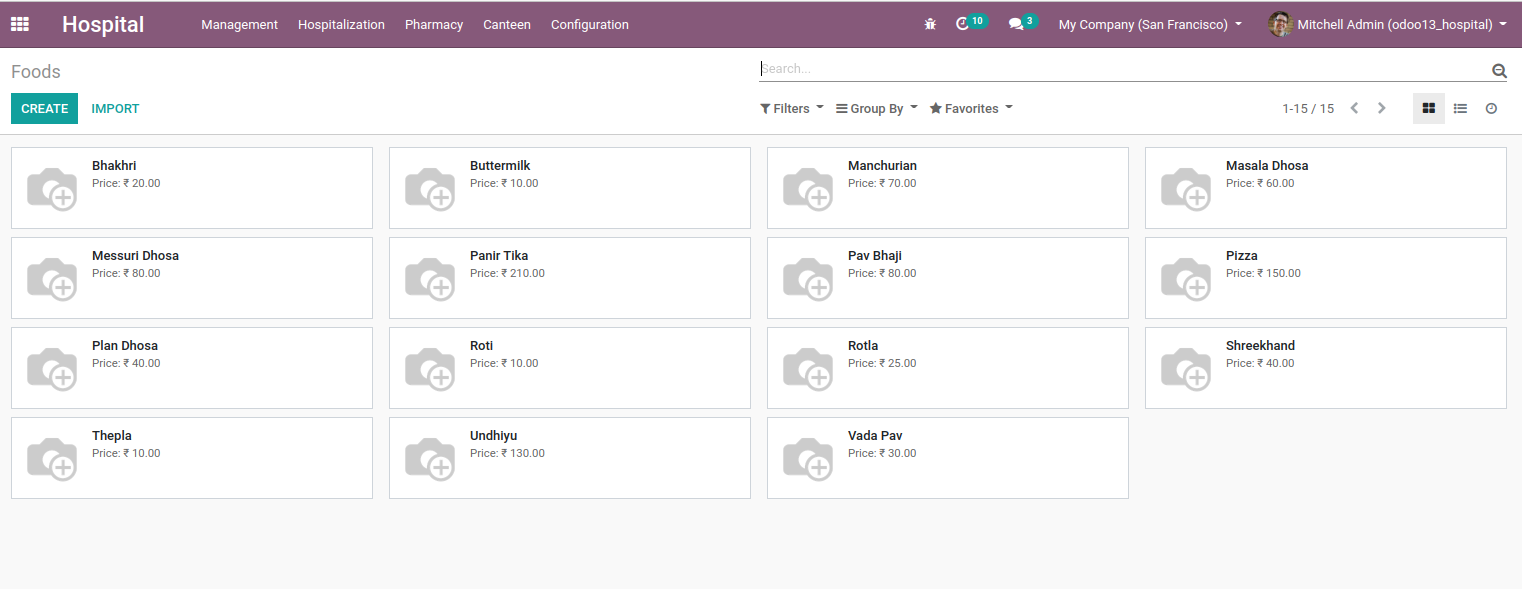 Hospital Management Hospitalization Pharmacy Canteen Configuration 10 3 My Company (San Francisco) Mitchell Admin (odoo13_hospital)
Foods Search...
CREATE IMPORT Filters Group By Favorites 1-15 / 15
Bhakhri Buttermilk Manchurian Masala Dhosa
Price: ₹ 20.00 Price: ₹ 10.00 Price: ₹ 70.00 Price: ₹ 60.00
Messuri Dhosa Panir Tika Pav Bhaji Pizza
Price: ₹ 80.00 Price: ₹ 210.00 Price: ₹ 80.00 Price: ₹ 150.00
Plan Dhosa Roti Rotla Shreekhand
Price: ₹ 40.00 Price: ₹ 10.00 Price: ₹ 25.00 Price: ₹ 40.00
Thepla Undhiyu Vada Pav
Price: ₹ 10.00 Price: ₹ 130.00 Price: ₹ 30.00